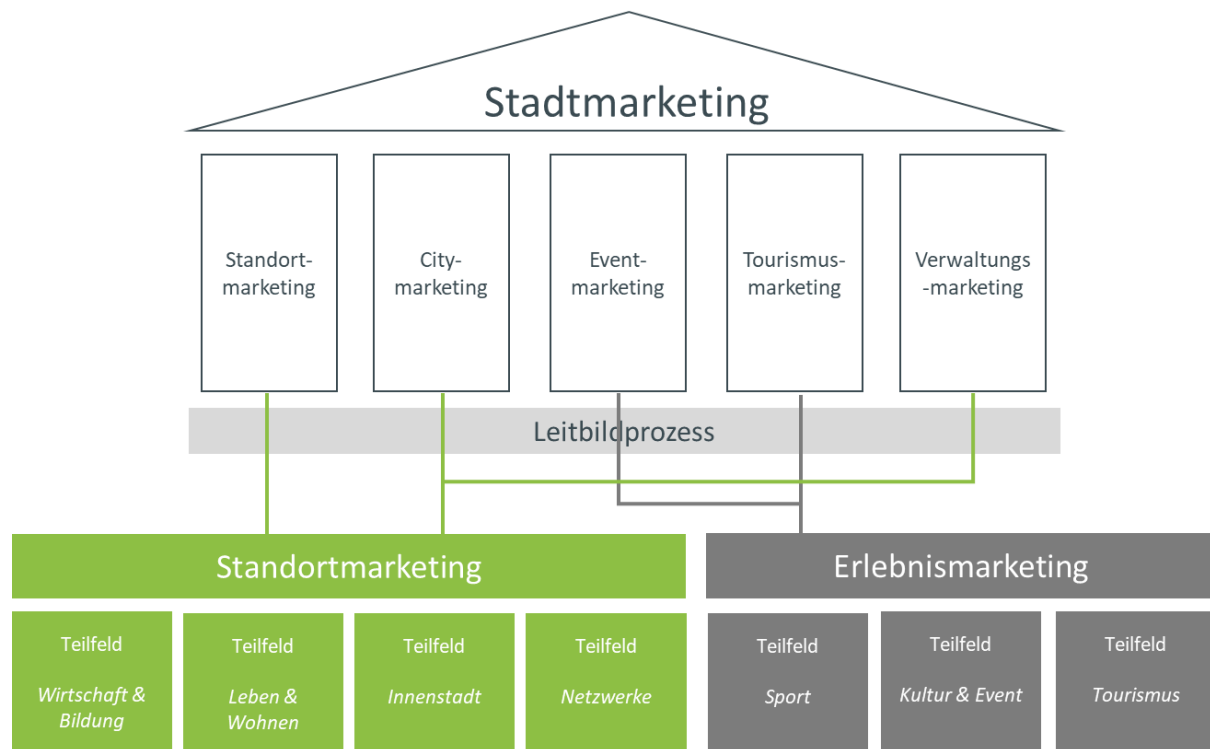 Stadtmarketing
Standort-
marketing
City-
marketing
Event-
marketing
Tourismus-
marketing
Verwaltungs
-marketing
Leitbildprozess
Standortmarketing
Erlebnismarketing
Teilfeld
Wirtschaft &
Bildung
Teilfeld
Leben &
Wohnen
Teilfeld
Innenstadt
Teilfeld
Netzwerke
Teilfeld
Sport
Teilfeld
Kultur & Event
Teilfeld
Tourismus